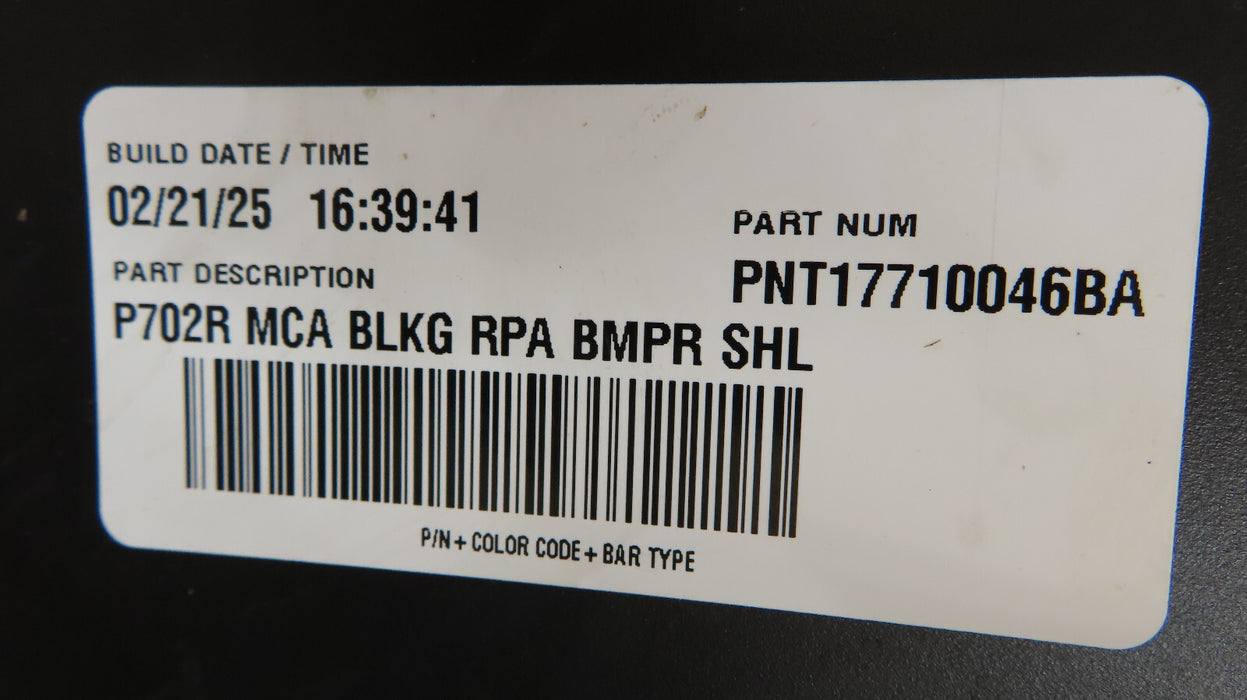 BUILD DATE / TIME
02/21/25 16:39:41
PART NUM
PNT17710046BA
PART DESCRIPTION
P702R MCA BLKG RPA BMPR SHL
P/N + COLOR CODE + BAR TYPE